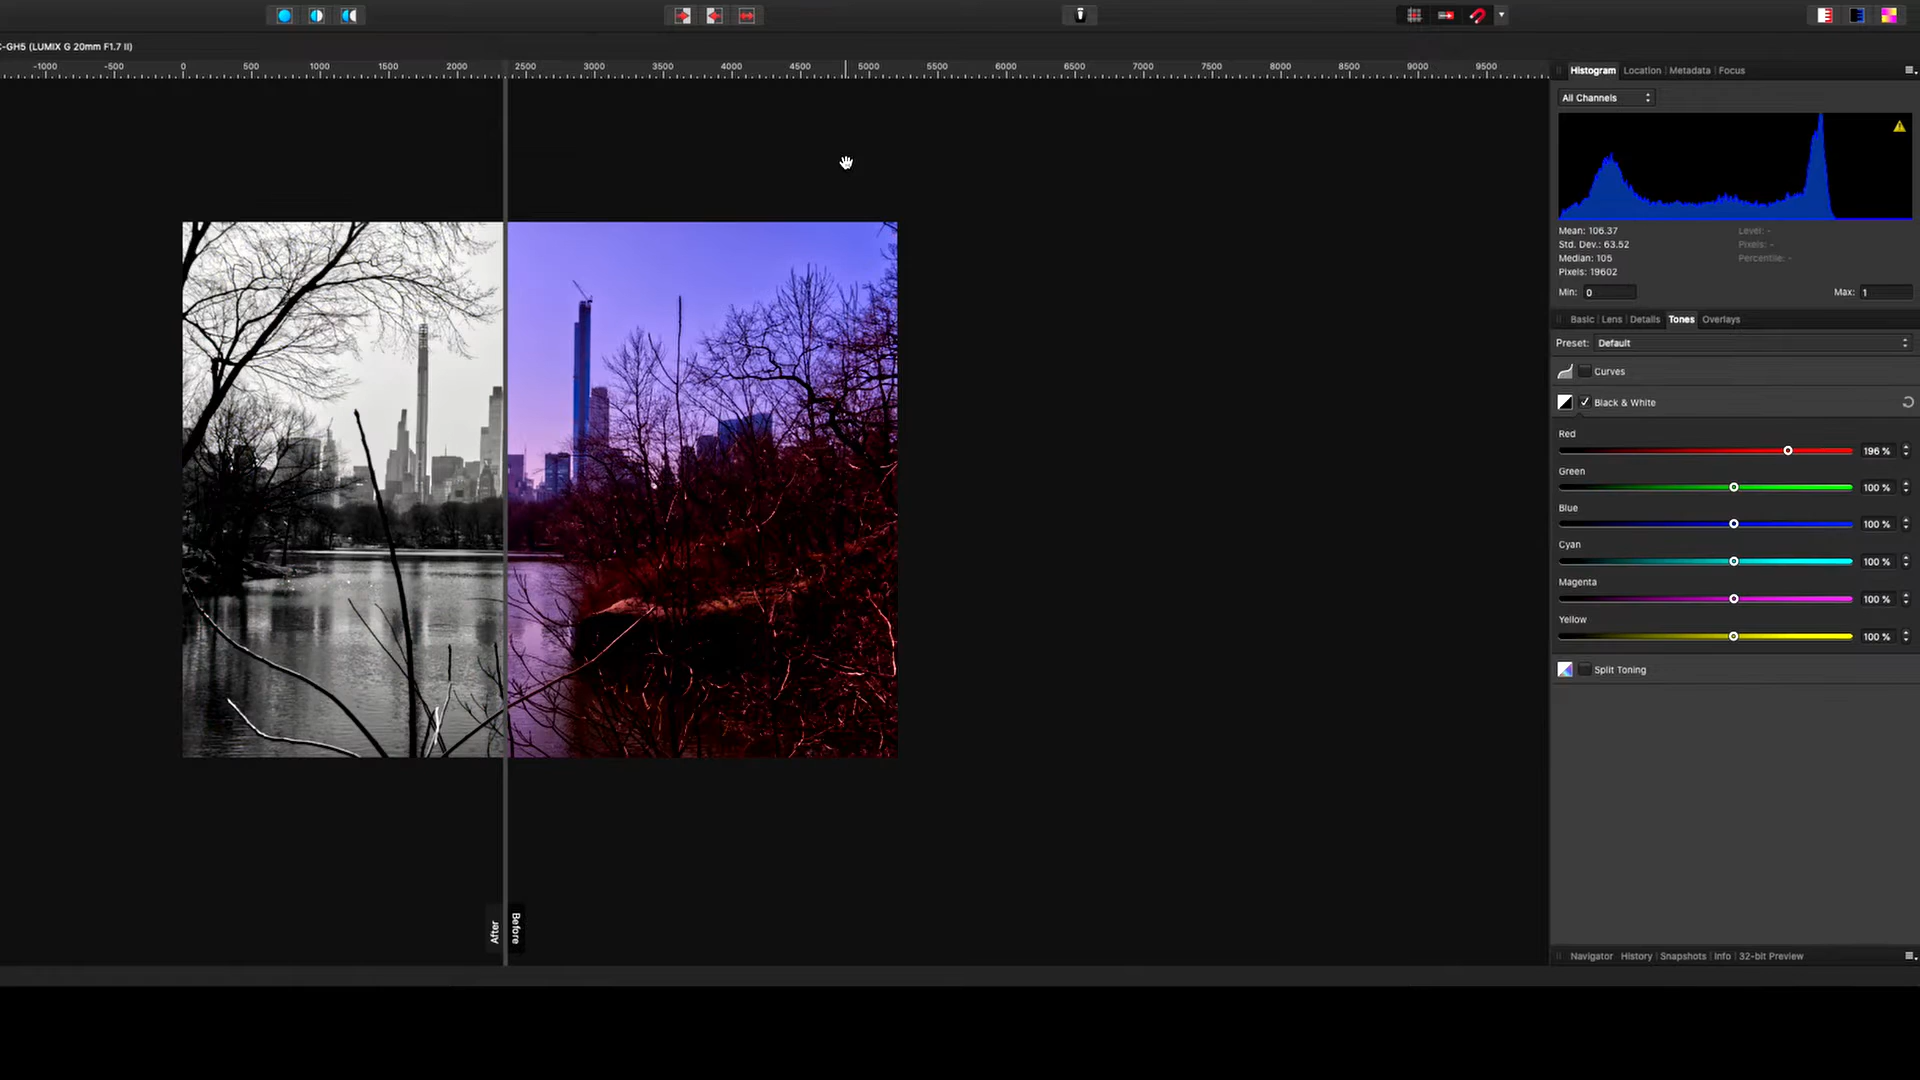 C-GH5 (LUMIX G 20mm F1.7 II)
-1000 -500 0 500 1000 1500 2000 2500 3000 3500 4000 4500 5000 5500 6000 6500 7000 7500 8000 8500 9000 9500
Histogram Location Metadata Focus
All Channels
Mean: 106.37 Level: -
Std. Dev.: 63.52 Pixels: -
Median: 105 Percentile: -
Pixels: 19602
Min: 0 Max: 1
Basic Lens Details Tones Overlays
Preset: Default
Curves
Black & White
Red
196 %
Green
100 %
Blue
100 %
Cyan
100 %
Magenta
100 %
Yellow
100 %
Split Toning
After
Before
Navigator History Snapshots Info 32-bit Preview